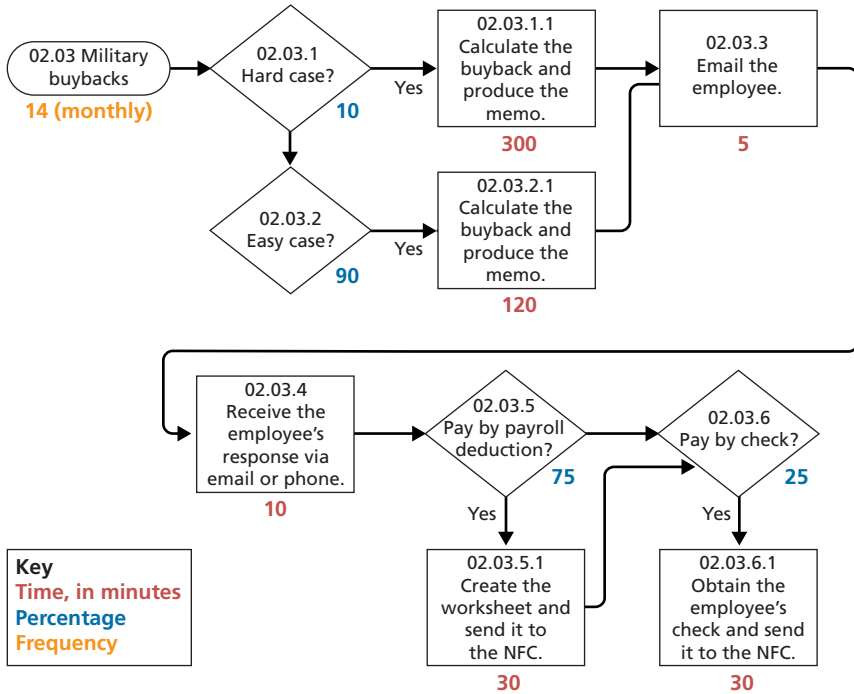 02.03 Military
buybacks
14 (monthly)
02.03.1
Hard case?
10
Yes
02.03.1.1
Calculate the
buyback and
produce the
memo.
300
02.03.3
Email the
employee.
5
02.03.2
Easy case?
90
Yes
02.03.2.1
Calculate the
buyback and
produce the
memo.
120
02.03.4
Receive the
employee's
response via
email or phone.
10
02.03.5
Pay by payroll
deduction?
75
Yes
02.03.6
Pay by check?
25
Yes
02.03.5.1
Create the
worksheet and
send it to
the NFC.
30
02.03.6.1
Obtain the
employee's
check and send
it to the NFC.
30
Key
Time, in minutes
Percentage
Frequency